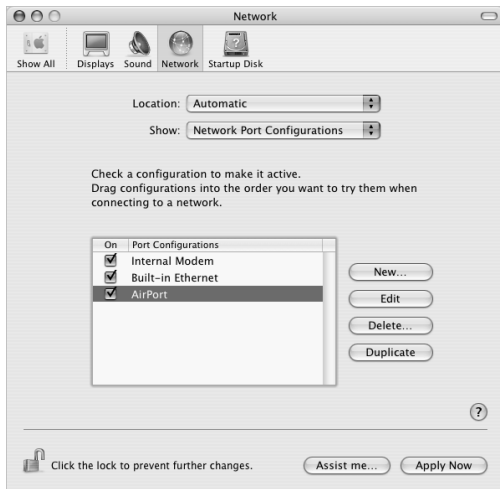 Network
Show All Displays Sound Network Startup Disk
Location: Automatic
Show: Network Port Configurations
Check a configuration to make it active.
Drag configurations into the order you want to try them when
connecting to a network.
On Port Configurations
Internal Modem
Built-in Ethernet
AirPort
New...
Edit
Delete...
Duplicate
?
Click the lock to prevent further changes. Assist me... Apply Now